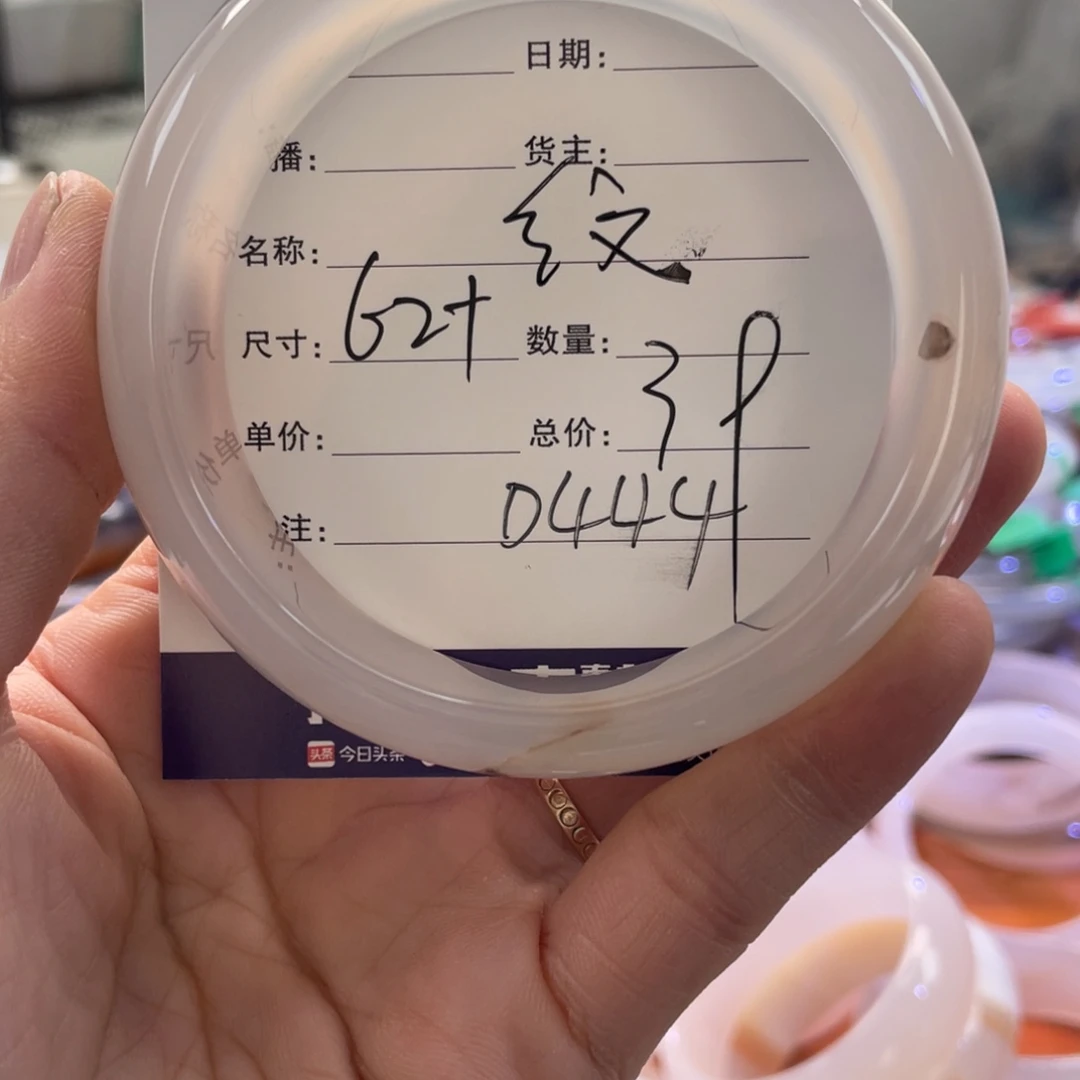 日期:
播: 货主:
纹
名称:
尺寸: 62+ 数量:
单价: 总价:
0444
注:
今日头条